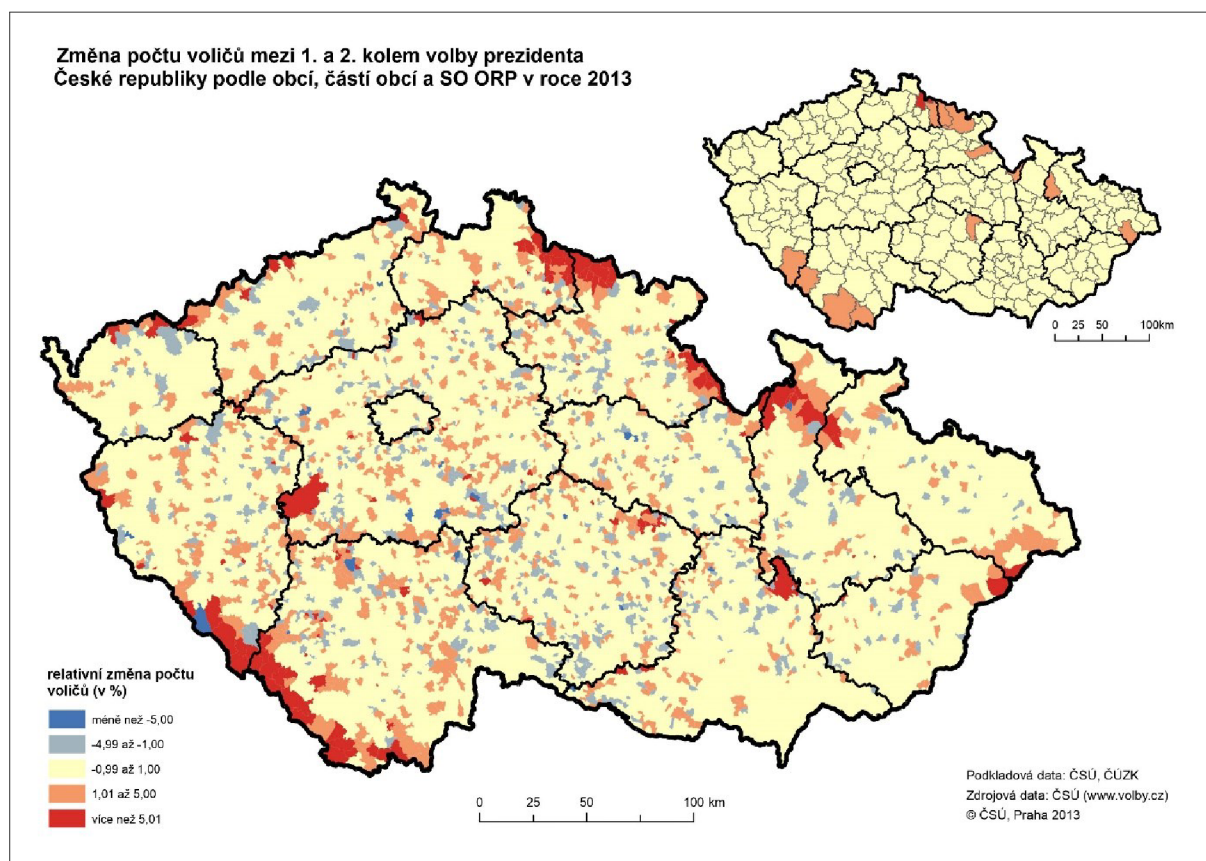 Změna počtu voličů mezi 1. a 2. kolem volby prezidenta
České republiky podle obcí, částí obcí a SO ORP v roce 2013
0 25 50 100km
relativní změna počtu
voličů (v %)
méně než -5,00
-4,99 až -1,00
-0,99 až 1,00
1,01 až 5,00
více než 5,01
0 25 50 100 km
Podkladová data: ČSÚ, ČÚZK
Zdrojová data: ČSÚ (www.volby.cz)
© ČSÚ, Praha 2013